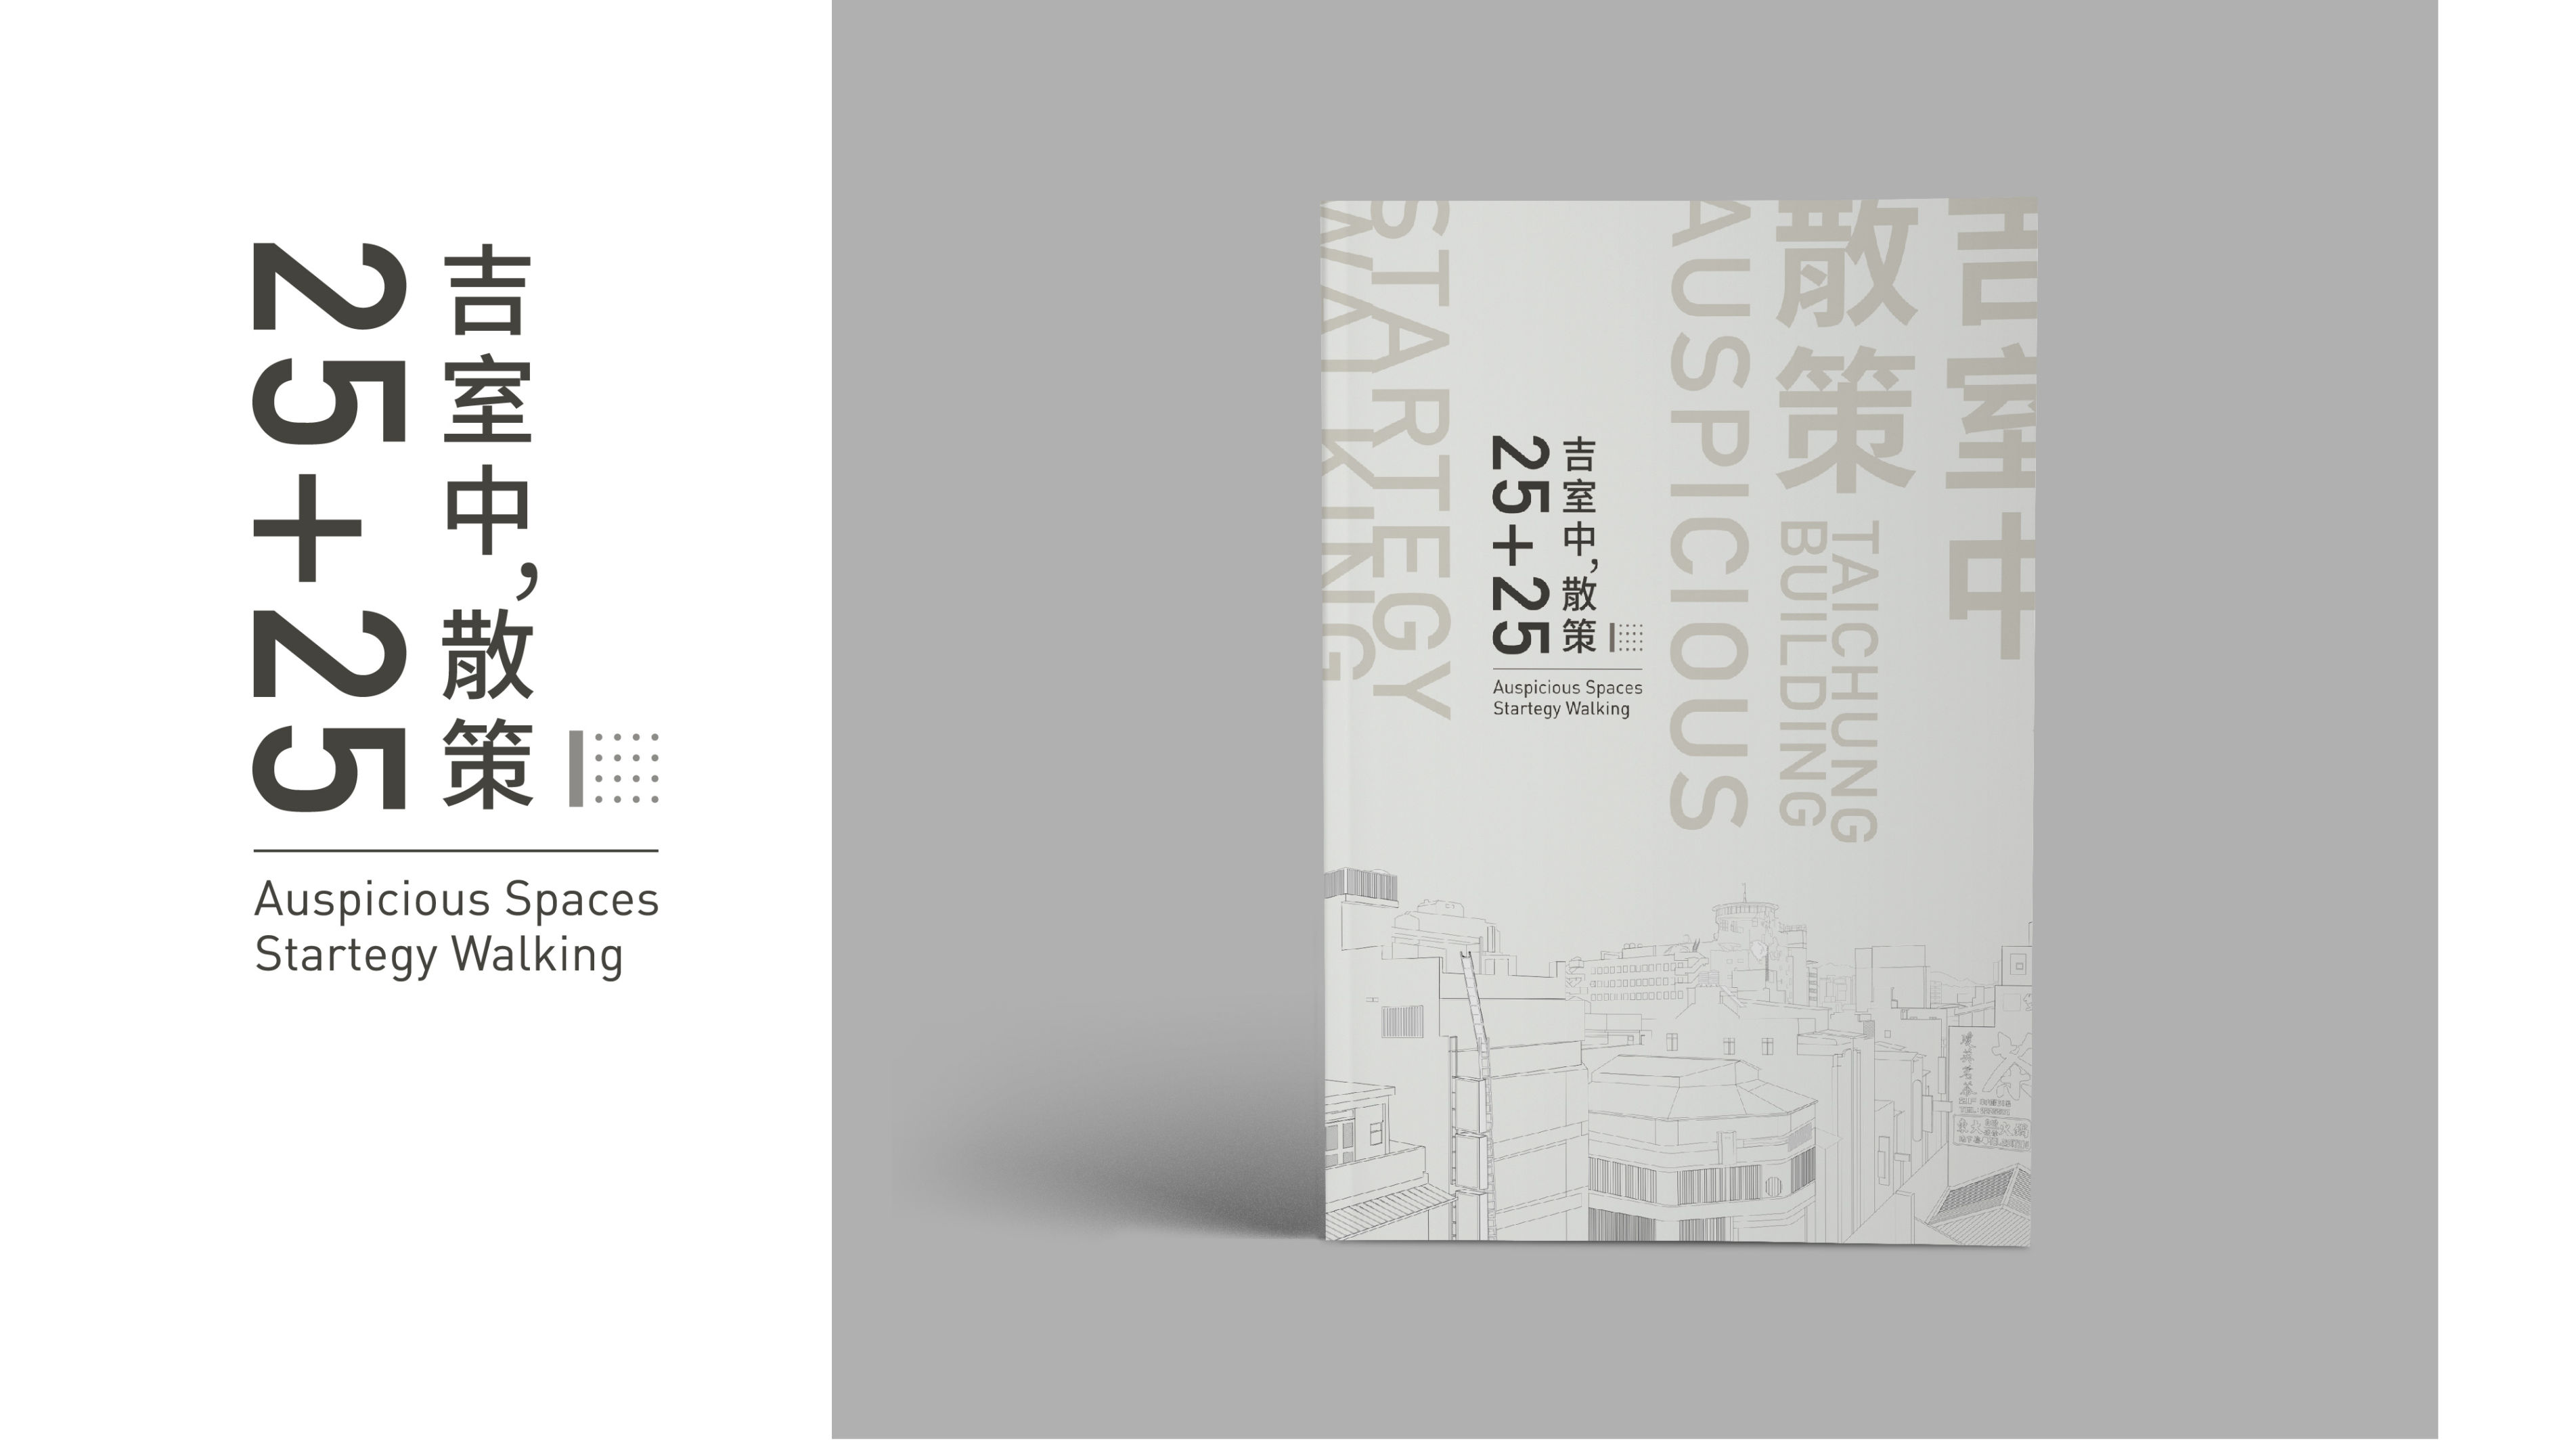 吉室中，散策
25+25
Auspicious Spaces
Startegy Walking
吉室中
散策
TAICHUNG
BUILDING
AUSPICIOUS
STARTEGY
WALKING
吉室中，散策
25+25
Auspicious Spaces
Startegy Walking
茶